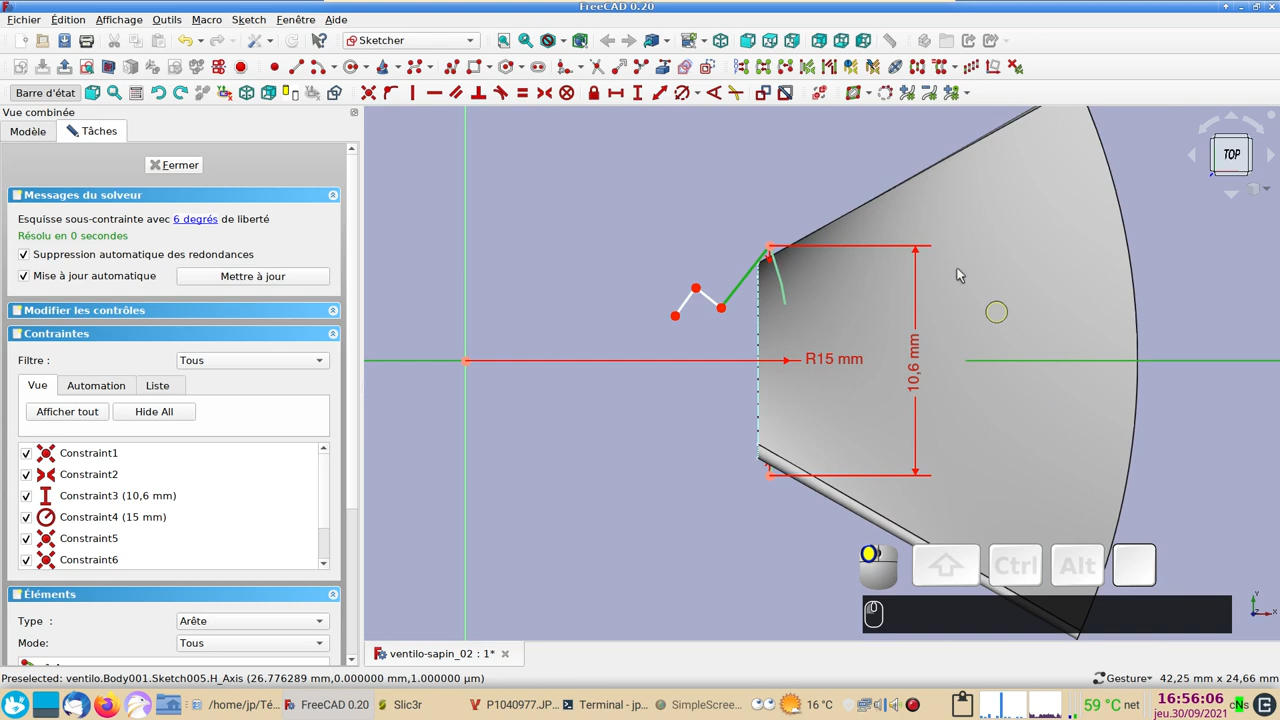 FreeCAD 0.20
Fichier Édition Affichage Outils Macro Sketch Fenêtre Aide
Sketcher
Barre d'état
Vue combinée
Modèle Tâches
Fermer
Messages du solveur
Esquisse sous-contrainte avec 6 degrés de liberté
Résolu en 0 secondes
Suppression automatique des redondances
Mise à jour automatique Mettre à jour
Modifier les contrôles
Contraintes
Filtre : Tous
Vue Automation Liste
Afficher tout Hide All
Constraint1
Constraint2
Constraint3 (10,6 mm)
Constraint4 (15 mm)
Constraint5
Constraint6
Éléments
Type : Arête
Mode: Tous
TOP
R15 mm
10,6 mm
Ctrl Alt
Y
X
ventilo-sapin_02 : 1*
Preselected: ventilo.Body001.Sketch005.H_Axis (26.776289 mm,0.000000 mm,1.000000 µm)
Gesture 42,25 mm x 24,66 mm
/home/jp/Té... FreeCAD 0.20 Slic3r P1040977.JP... Terminal - jp... SimpleScree... 16 °C 59 °C net 16:56:06
jeu.30/09/2021